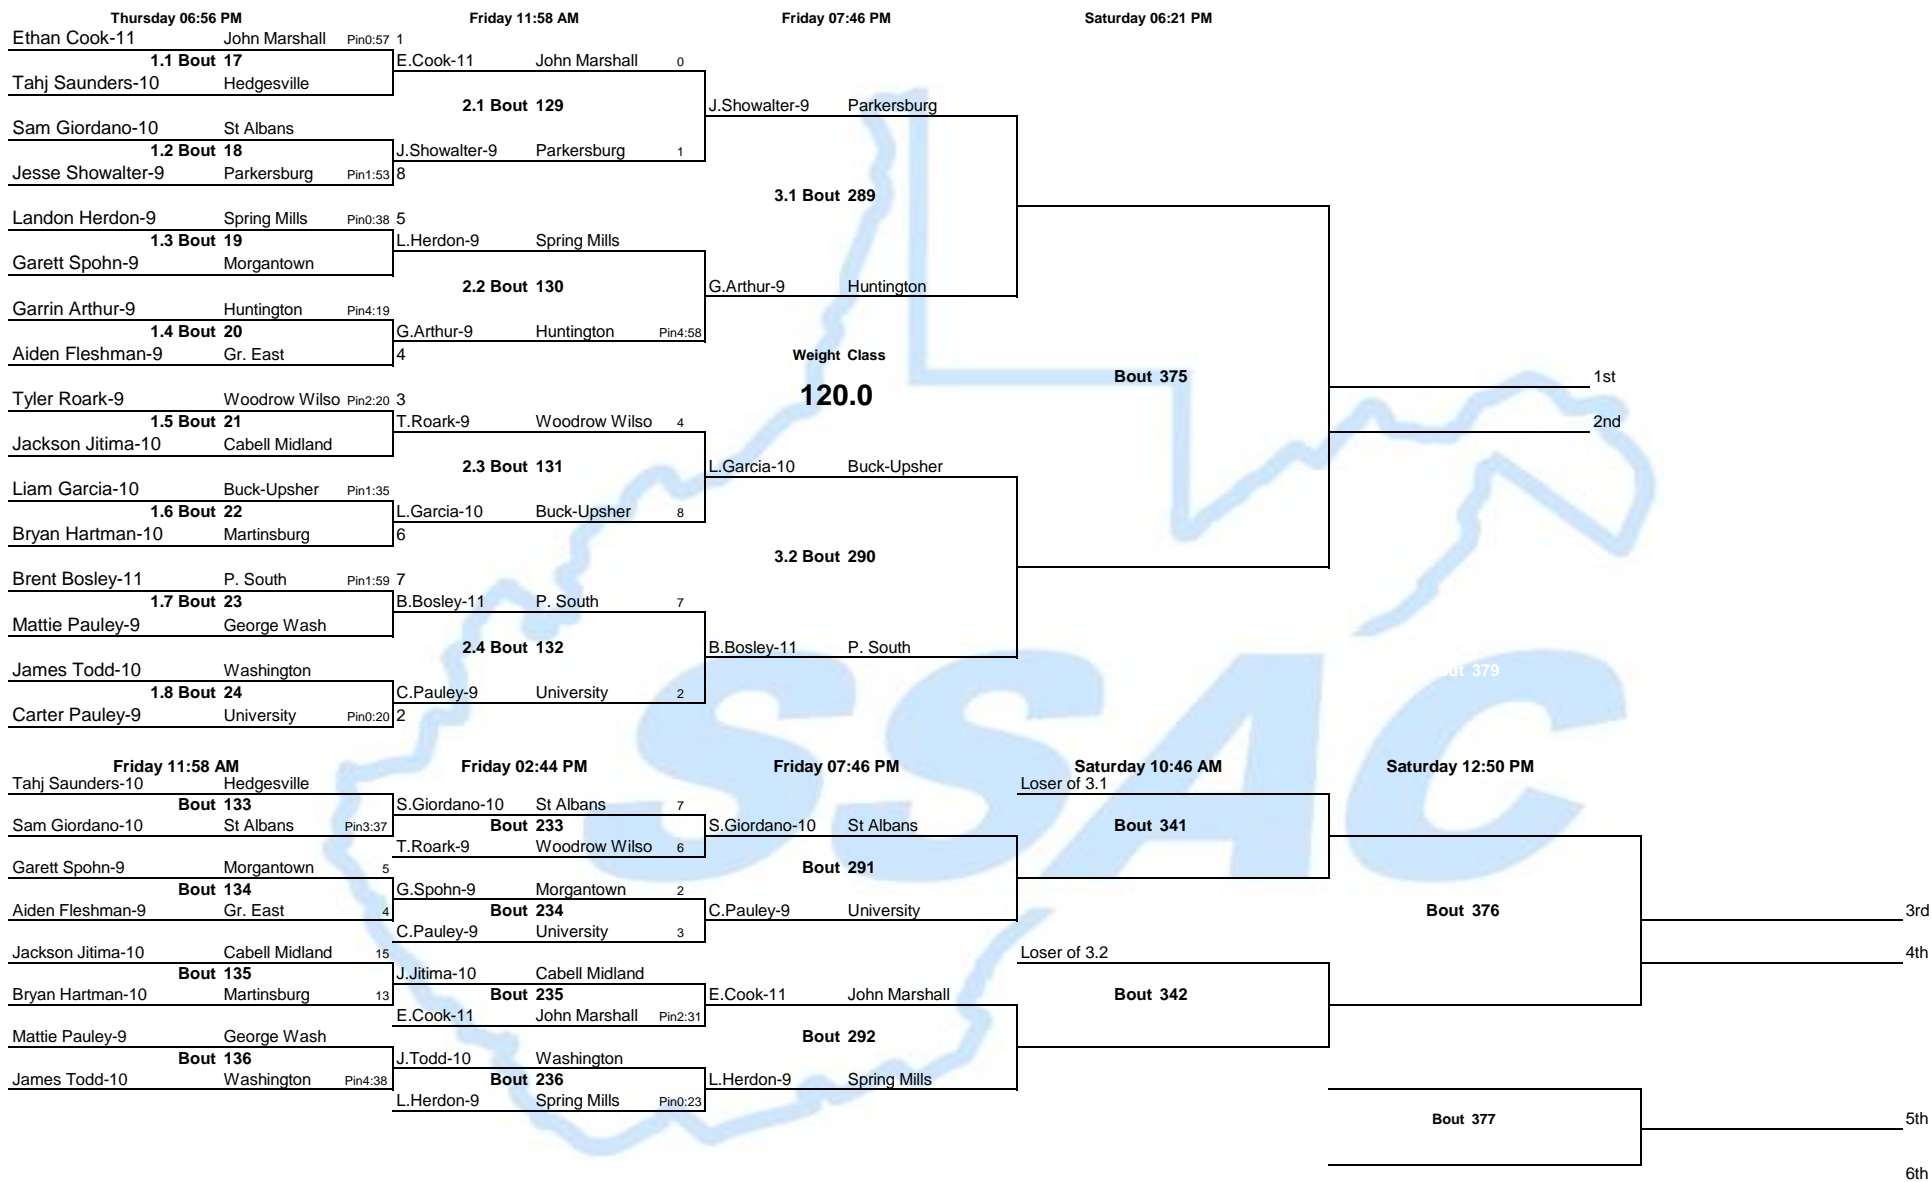 Thursday 06:56 PM Friday 11:58 AM Friday 07:46 PM Saturday 06:21 PM
Ethan Cook-11 John Marshall Pin0:57 1
1.1 Bout 17 E.Cook-11 John Marshall 0
Tahj Saunders-10 Hedgesville
2.1 Bout 129 J.Showalter-9 Parkersburg
Sam Giordano-10 St Albans
1.2 Bout 18 J.Showalter-9 Parkersburg 1
Jesse Showalter-9 Parkersburg Pin1:53 8
3.1 Bout 289
Landon Herdon-9 Spring Mills Pin0:38 5
1.3 Bout 19 L.Herdon-9 Spring Mills
Garett Spohn-9 Morgantown
2.2 Bout 130 G.Arthur-9 Huntington
Garrin Arthur-9 Huntington Pin4:19
1.4 Bout 20 G.Arthur-9 Huntington Pin4:58
Aiden Fleshman-9 Gr. East 4 Weight Class
Bout 375 1st
Tyler Roark-9 Woodrow Wilso Pin2:20 3 120.0
1.5 Bout 21 T.Roark-9 Woodrow Wilso 4 2nd
Jackson Jitima-10 Cabell Midland
2.3 Bout 131 L.Garcia-10 Buck-Upsher
Liam Garcia-10 Buck-Upsher Pin1:35
1.6 Bout 22 L.Garcia-10 Buck-Upsher 8
Bryan Hartman-10 Martinsburg 6
3.2 Bout 290
Brent Bosley-11 P. South Pin1:59 7
1.7 Bout 23 B.Bosley-11 P. South 7
Mattie Pauley-9 George Wash
2.4 Bout 132 B.Bosley-11 P. South
James Todd-10 Washington 379
1.8 Bout 24 C.Pauley-9 University 2
Carter Pauley-9 University Pin0:20 2
SSAC
Friday 11:58 AM Friday 02:44 PM Friday 07:46 PM Saturday 10:46 AM Saturday 12:50 PM
Tahj Saunders-10 Hedgesville Loser of 3.1
Bout 133 S.Giordano-10 St Albans 7
Sam Giordano-10 St Albans Pin3:37 Bout 233 S.Giordano-10 St Albans Bout 341
T.Roark-9 Woodrow Wilso 6
Garett Spohn-9 Morgantown 5 Bout 291
Bout 134 G.Spohn-9 Morgantown 2
Aiden Fleshman-9 Gr. East 4 Bout 234 C.Pauley-9 University Bout 376 3rd
C.Pauley-9 University 3
Jackson Jitima-10 Cabell Midland 15 Loser of 3.2 4th
Bout 135 J.Jitima-10 Cabell Midland
Bryan Hartman-10 Martinsburg 13 Bout 235 E.Cook-11 John Marshall Bout 342
E.Cook-11 John Marshall Pin2:31
Mattie Pauley-9 George Wash Bout 292
Bout 136 J.Todd-10 Washington
James Todd-10 Washington Pin4:38 Bout 236 L.Herdon-9 Spring Mills
L.Herdon-9 Spring Mills Pin0:23
Bout 377 5th
6th